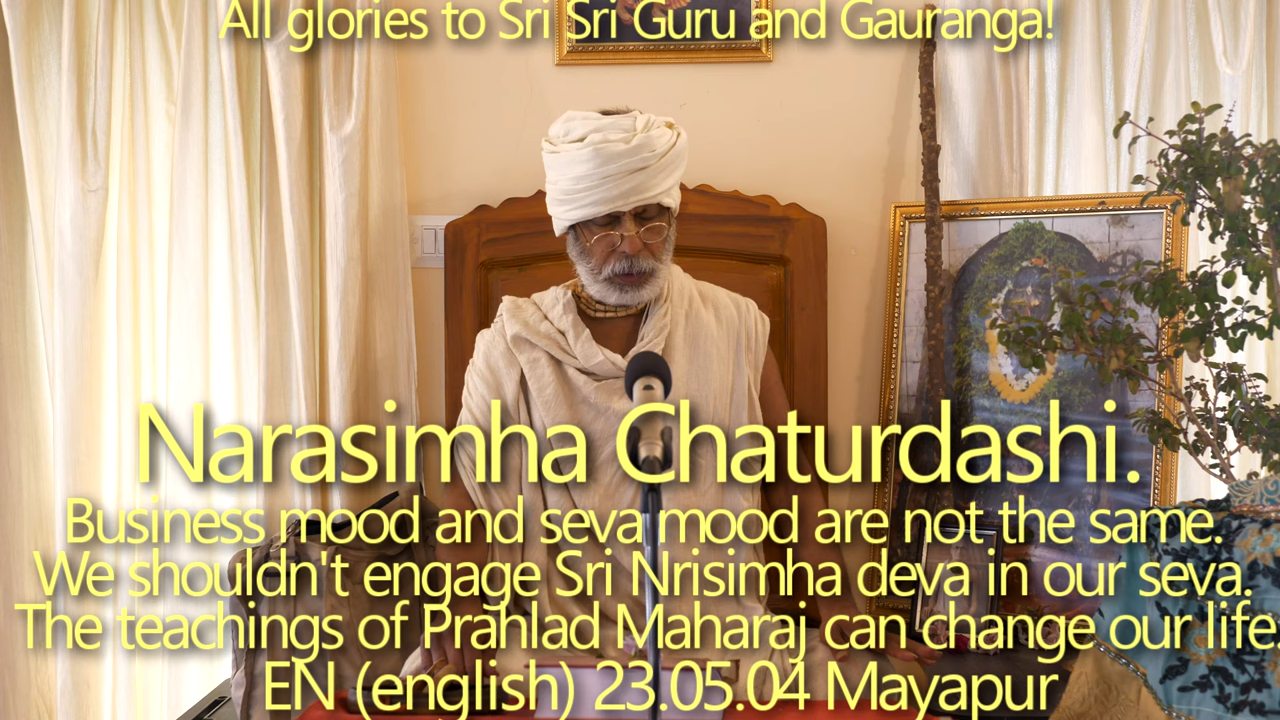 All glories to Sri Sri Guru and Gauranga!
Narasimha Chaturdashi.
Business mood and seva mood are not the same.
We shouldn't engage Sri Nrisimha deva in our seva.
The teachings of Prahlad Maharaj can change our life.
EN (english) 23.05.04 Mayapur